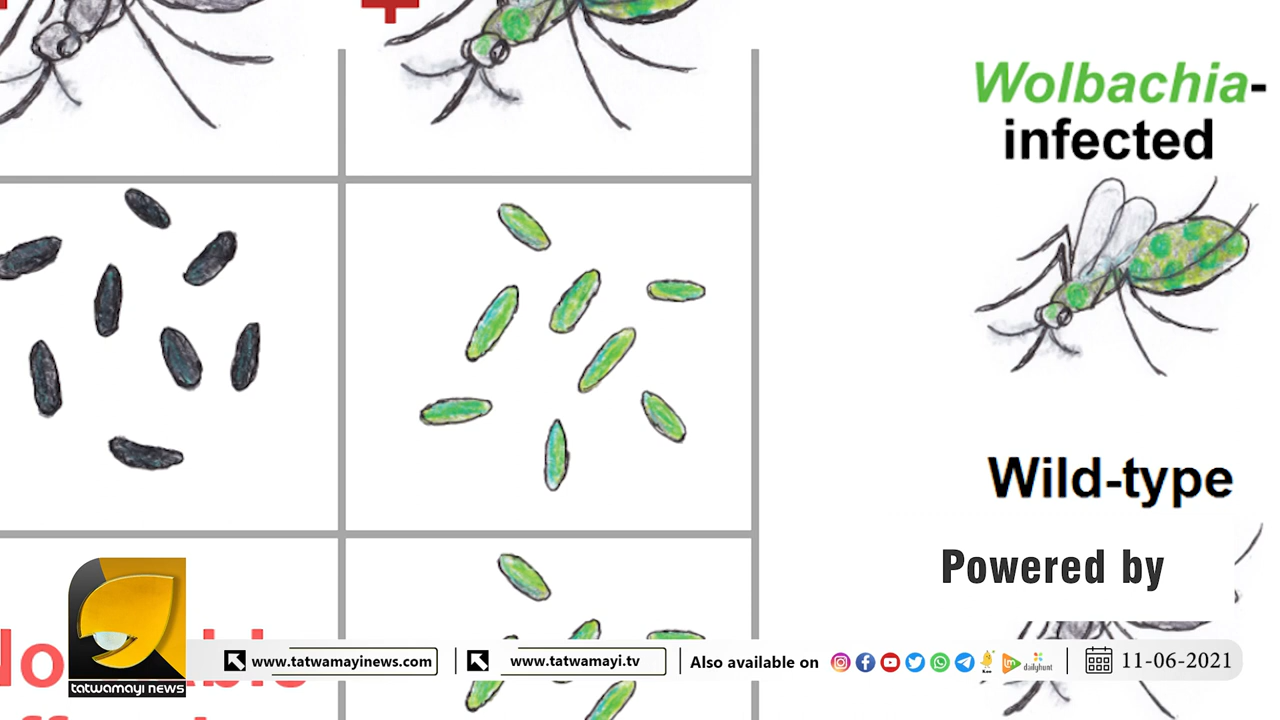 Wolbachia-
infected
Wild-type
Powered by
tatwamayi news
www.tatwamayinews.com
www.tatwamayi.tv
Also available on
dailyhunt
11-06-2021